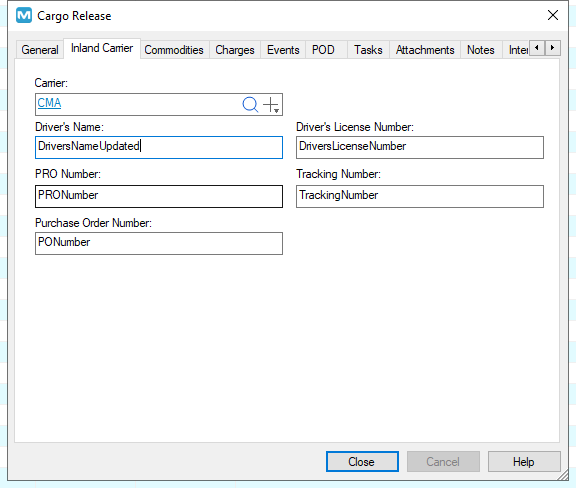 Cargo Release
General Inland Carrier Commodities Charges Events POD Tasks Attachments Notes
Carrier:
CMA
Driver's Name: Driver's License Number:
DriversNameUpdated DriversLicenseNumber
PRO Number: Tracking Number:
PRONumber TrackingNumber
Purchase Order Number:
PONumber
Close Cancel Help